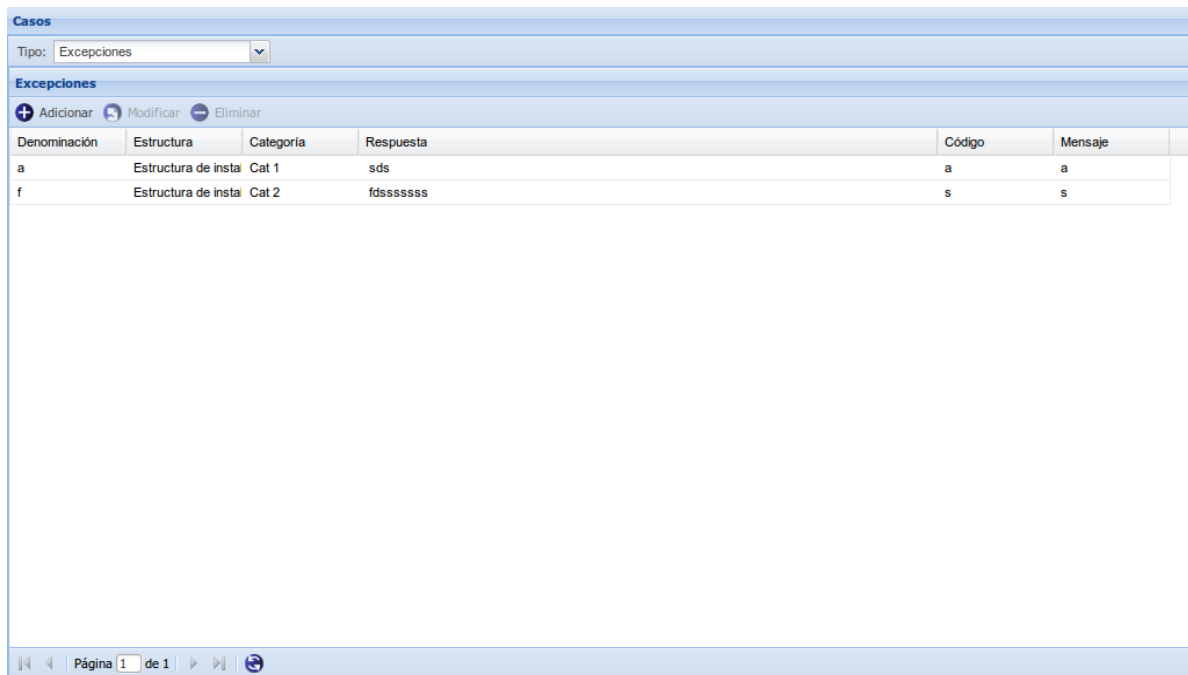 Casos
Tipo: Excepciones
Excepciones
Adicionar Modificar Eliminar
Denominación Estructura Categoría Respuesta Código Mensaje
a Estructura de instal Cat 1 sds a a
f Estructura de instal Cat 2 fdsssssss s s
Página 1 de 1